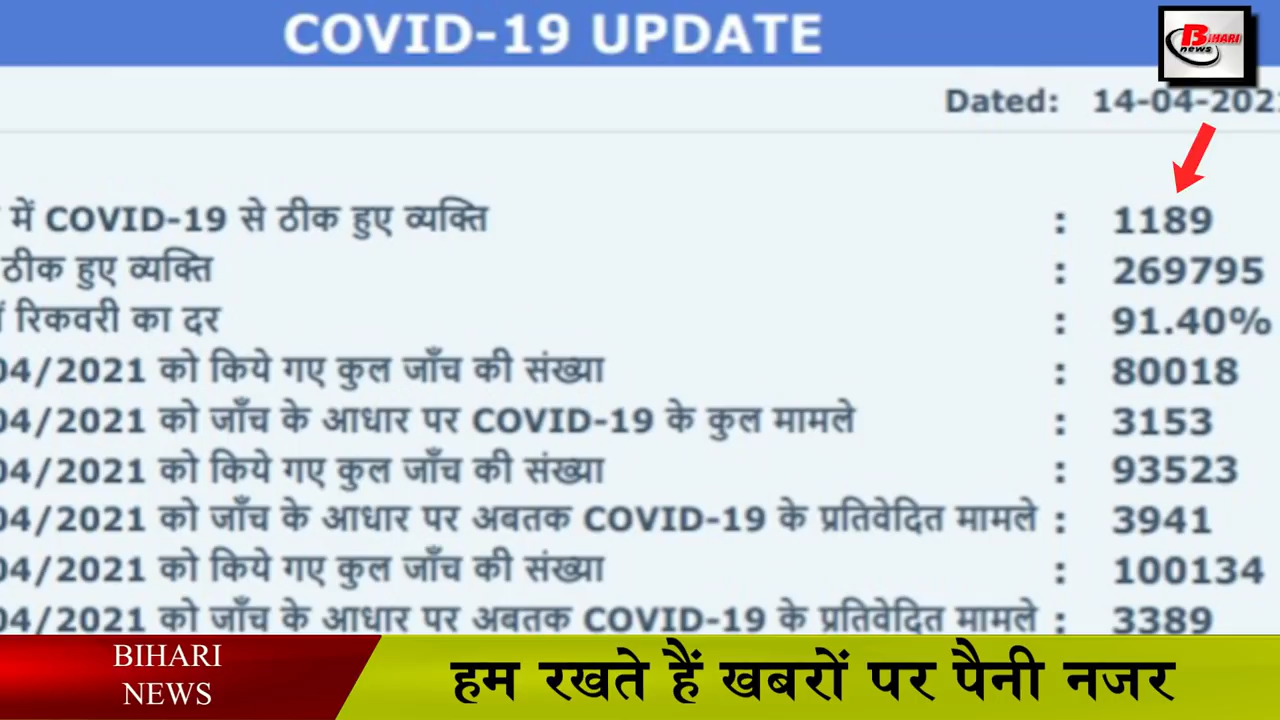 COVID-19 UPDATE
BIHARI
news
Dated: 14-04-202
में COVID-19 से ठीक हुए व्यक्ति : 1189
ठीक हुए व्यक्ति : 269795
रिकवरी का दर : 91.40%
04/2021 को किये गए कुल जाँच की संख्या : 80018
04/2021 को जाँच के आधार पर COVID-19 के कुल मामले : 3153
04/2021 को किये गए कुल जाँच की संख्या : 93523
04/2021 को जाँच के आधार पर अबतक COVID-19 के प्रतिवेदित मामले : 3941
04/2021 को किये गए कुल जाँच की संख्या : 100134
04/2021 को जाँच के आधार पर अबतक COVID-19 के प्रतिवेदित मामले : 3389
BIHARI
NEWS
हम रखते हैं खबरों पर पैनी नजर